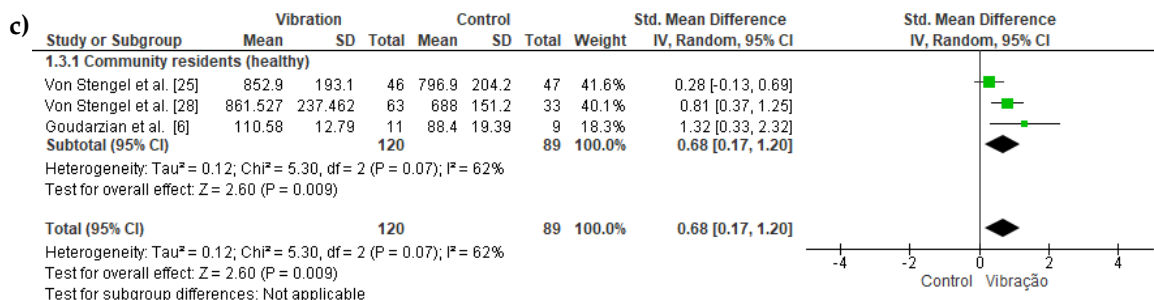 c)
Vibration Control Std. Mean Difference Std. Mean Difference
Study or Subgroup Mean SD Total Mean SD Total Weight IV, Random, 95% CI IV, Random, 95% CI
1.3.1 Community residents (healthy)
Von Stengel et al. [25] 852.9 193.1 46 796.9 204.2 47 41.6% 0.28 [-0.13, 0.69]
Von Stengel et al. [28] 861.527 237.462 63 688 151.2 33 40.1% 0.81 [0.37, 1.25]
Goudarzian et al. [6] 110.58 12.79 11 88.4 19.39 9 18.3% 1.32 [0.33, 2.32]
Subtotal (95% CI) 120 89 100.0% 0.68 [0.17, 1.20]
Heterogeneity: Tau² = 0.12; Chi² = 5.30, df = 2 (P = 0.07); I² = 62%
Test for overall effect: Z = 2.60 (P = 0.009)
Total (95% CI) 120 89 100.0% 0.68 [0.17, 1.20]
Heterogeneity: Tau² = 0.12; Chi² = 5.30, df = 2 (P = 0.07); I² = 62%
Test for overall effect: Z = 2.60 (P = 0.009)
Test for subgroup differences: Not applicable
-4 -2 0 2 4
Control Vibração